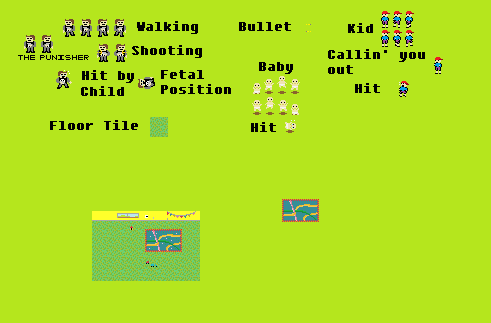 Walking
Bullet
Kid
Shooting
THE PUNISHER
Callin' you
out
Baby
Hit by
Child
Fetal
Position
Hit
Floor Tile
Hit